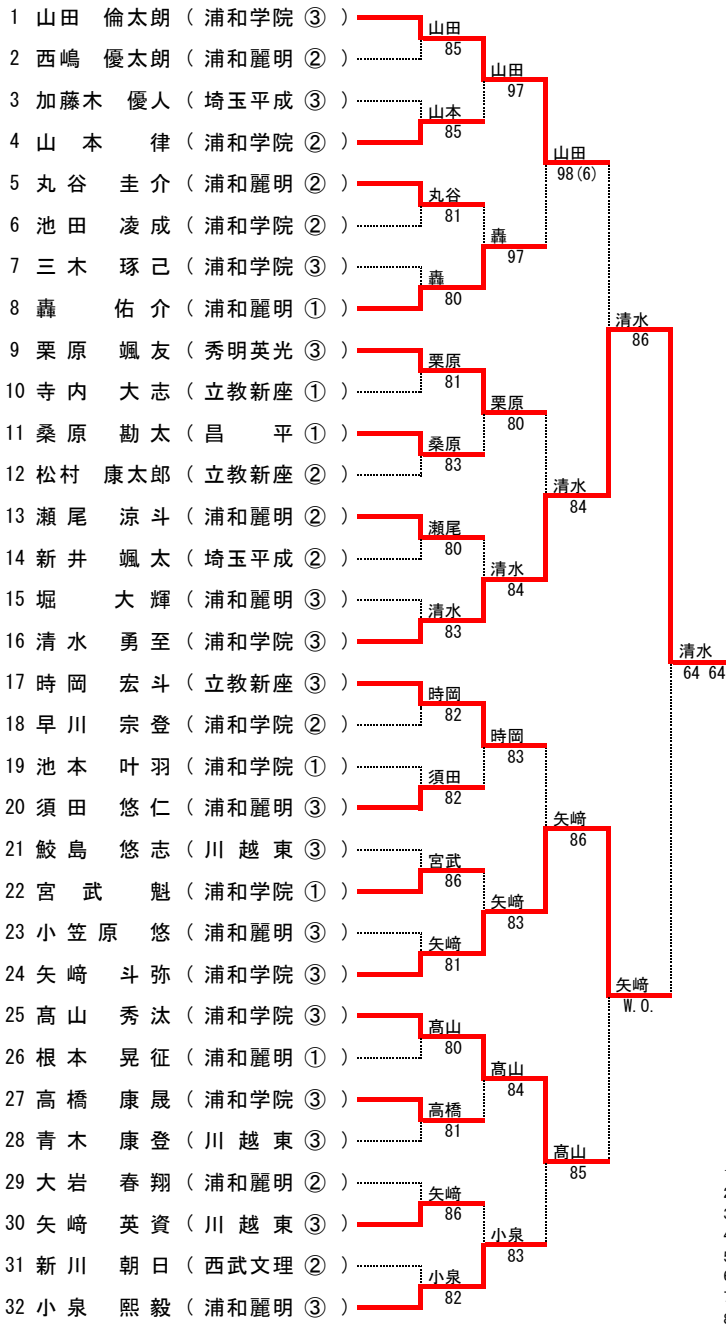 1 山田 倫太朗 ( 浦和学院 ③ )
2 西嶋 優太朗 ( 浦和麗明 ② )
3 加藤木 優人 ( 埼玉平成 ③ )
4 山本 律 ( 浦和学院 ② )
5 丸谷 圭介 ( 浦和麗明 ② )
6 池田 凌成 ( 浦和学院 ② )
7 三木 琢己 ( 浦和学院 ③ )
8 轟 佑介 ( 浦和麗明 ① )
9 栗原 颯友 ( 秀明英光 ③ )
10 寺内 大志 ( 立教新座 ① )
11 桑原 勘太 ( 昌平 ① )
12 松村 康太郎 ( 立教新座 ② )
13 瀬尾 涼斗 ( 浦和麗明 ② )
14 新井 颯太 ( 埼玉平成 ② )
15 堀 大輝 ( 浦和麗明 ③ )
16 清水 勇至 ( 浦和学院 ③ )
17 時岡 宏斗 ( 立教新座 ③ )
18 早川 宗登 ( 浦和学院 ② )
19 池本 叶羽 ( 浦和学院 ① )
20 須田 悠仁 ( 浦和麗明 ③ )
21 鮫島 悠志 ( 川越東 ③ )
22 宮武 魁 ( 浦和学院 ① )
23 小笠原 悠 ( 浦和麗明 ③ )
24 矢﨑 斗弥 ( 浦和学院 ③ )
25 髙山 秀汰 ( 浦和学院 ③ )
26 根本 晃征 ( 浦和麗明 ① )
27 高橋 康晟 ( 浦和学院 ③ )
28 青木 康登 ( 川越東 ③ )
29 大岩 春翔 ( 浦和麗明 ② )
30 矢﨑 英資 ( 川越東 ③ )
31 新川 朝日 ( 西武文理 ② )
32 小泉 熙毅 ( 浦和麗明 ③ )
山田
85
山本
85
丸谷
81
轟
80
栗原
81
桑原
83
瀬尾
80
清水
83
時岡
82
須田
82
宮武
86
矢﨑
81
髙山
80
高橋
81
矢﨑
86
小泉
82
山田
97
轟
97
栗原
80
清水
84
時岡
83
矢﨑
83
髙山
84
小泉
83
山田
98(6)
清水
84
矢﨑
86
髙山
85
清水
86
矢﨑
W.O.
清水
64 64